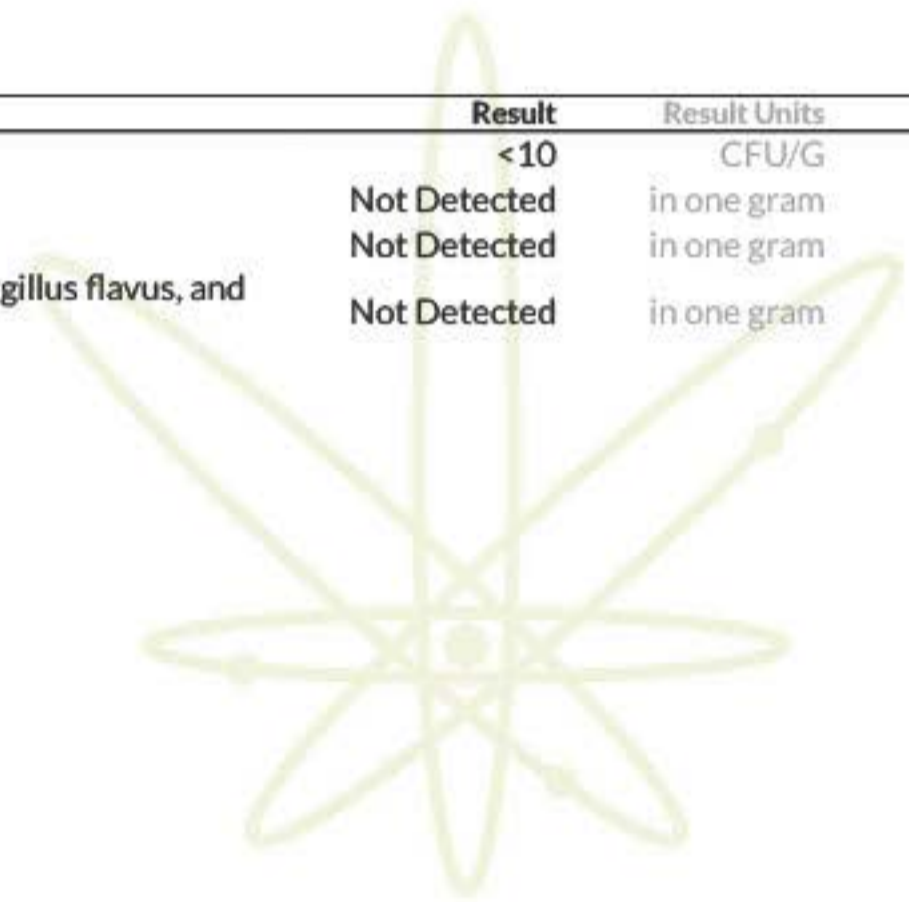 Result Result Units
<10 CFU/G
Not Detected in one gram
Not Detected in one gram
gillus flavus, and
Not Detected in one gram